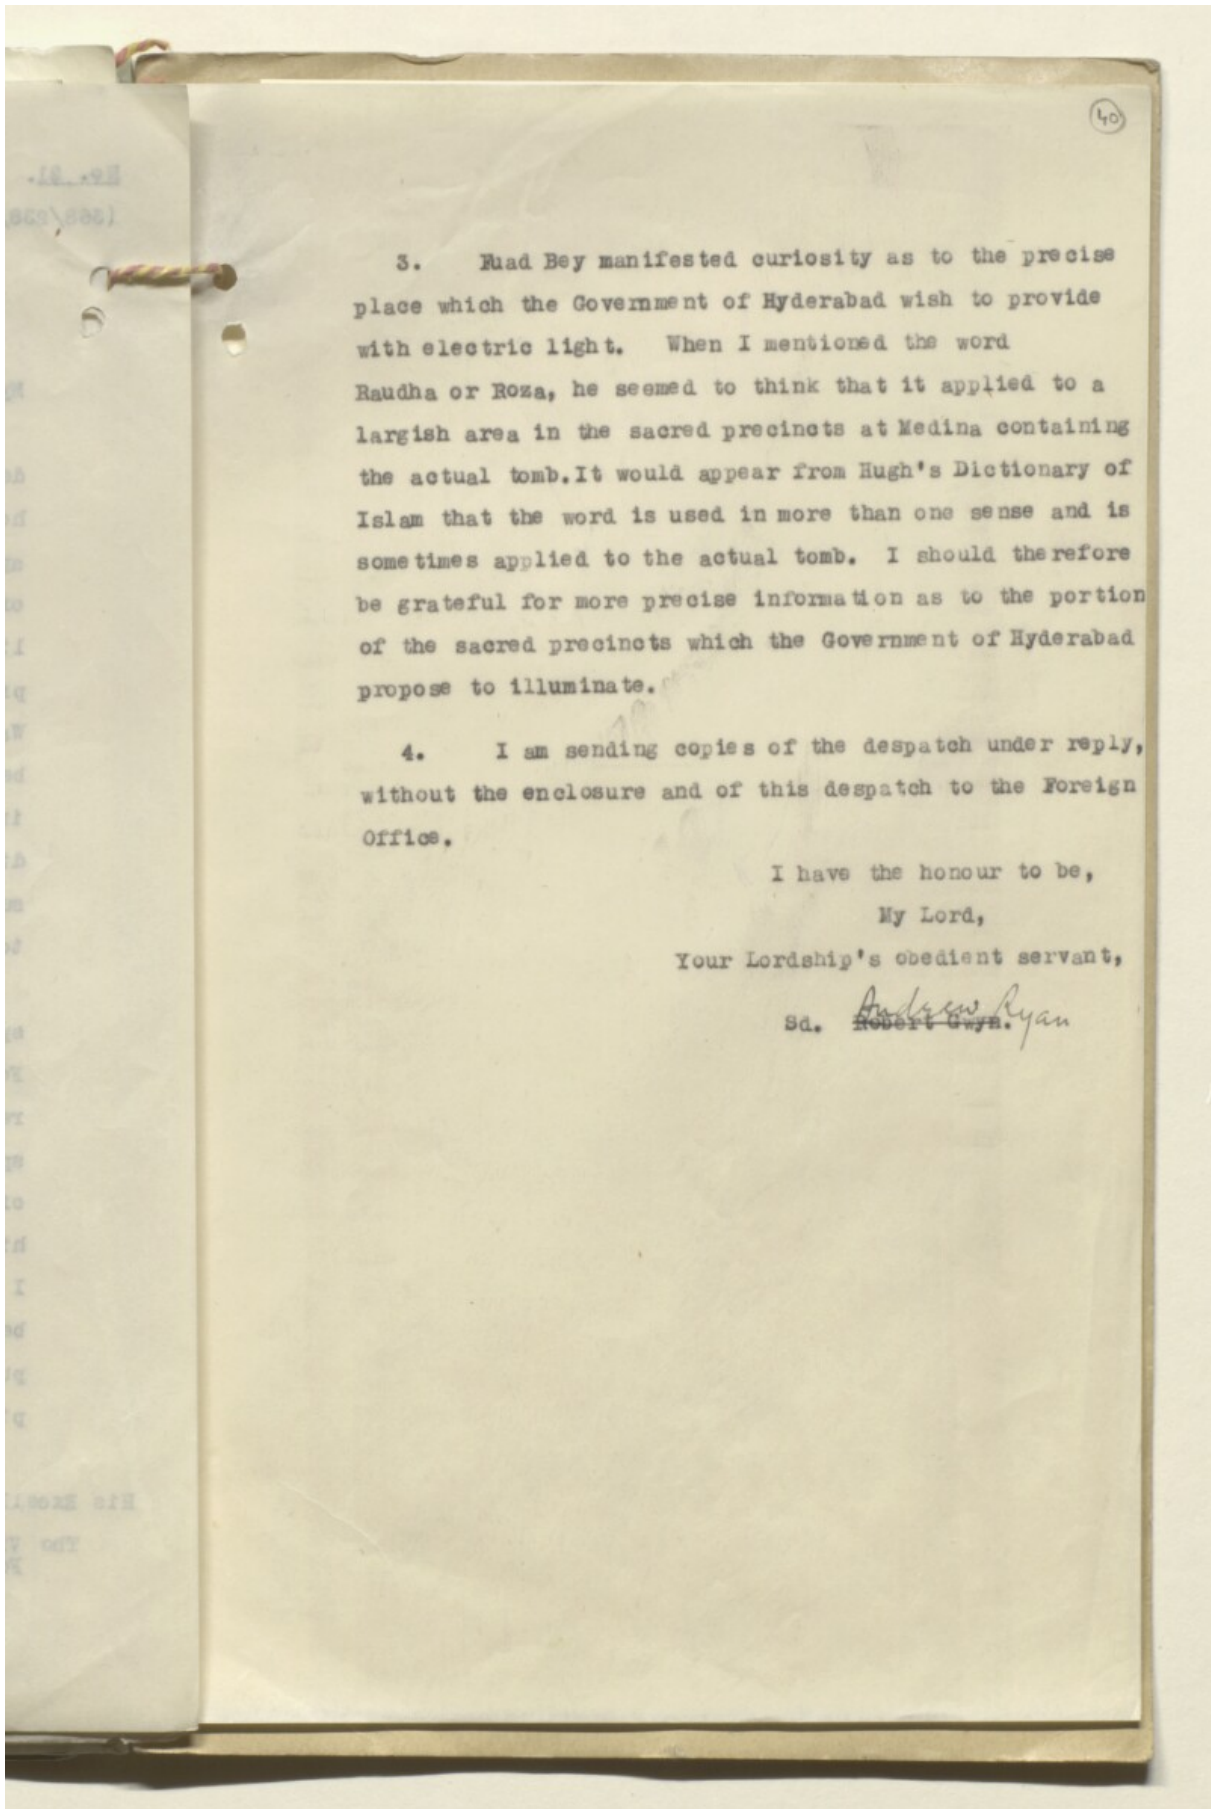 40
3. Fuad Bey manifested curiosity as to the precise
place which the Government of Hyderabad wish to provide
with electric light. When I mentioned the word
Raudha or Roza, he seemed to think that it applied to a
largish area in the sacred precincts at Medina containing
the actual tomb.It would appear from Hugh's Dictionary of
Islam that the word is used in more than one sense and is
sometimes applied to the actual tomb. I should therefore
be grateful for more precise information as to the portion
of the sacred precincts which the Government of Hyderabad
propose to illuminate.
4. I am sending copies of the despatch under reply,
without the enclosure and of this despatch to the Foreign
Office.
I have the honour to be,
My Lord,
Your Lordship's obedient servant,
Andrew Ryan
Sd. Robert Gwyn.